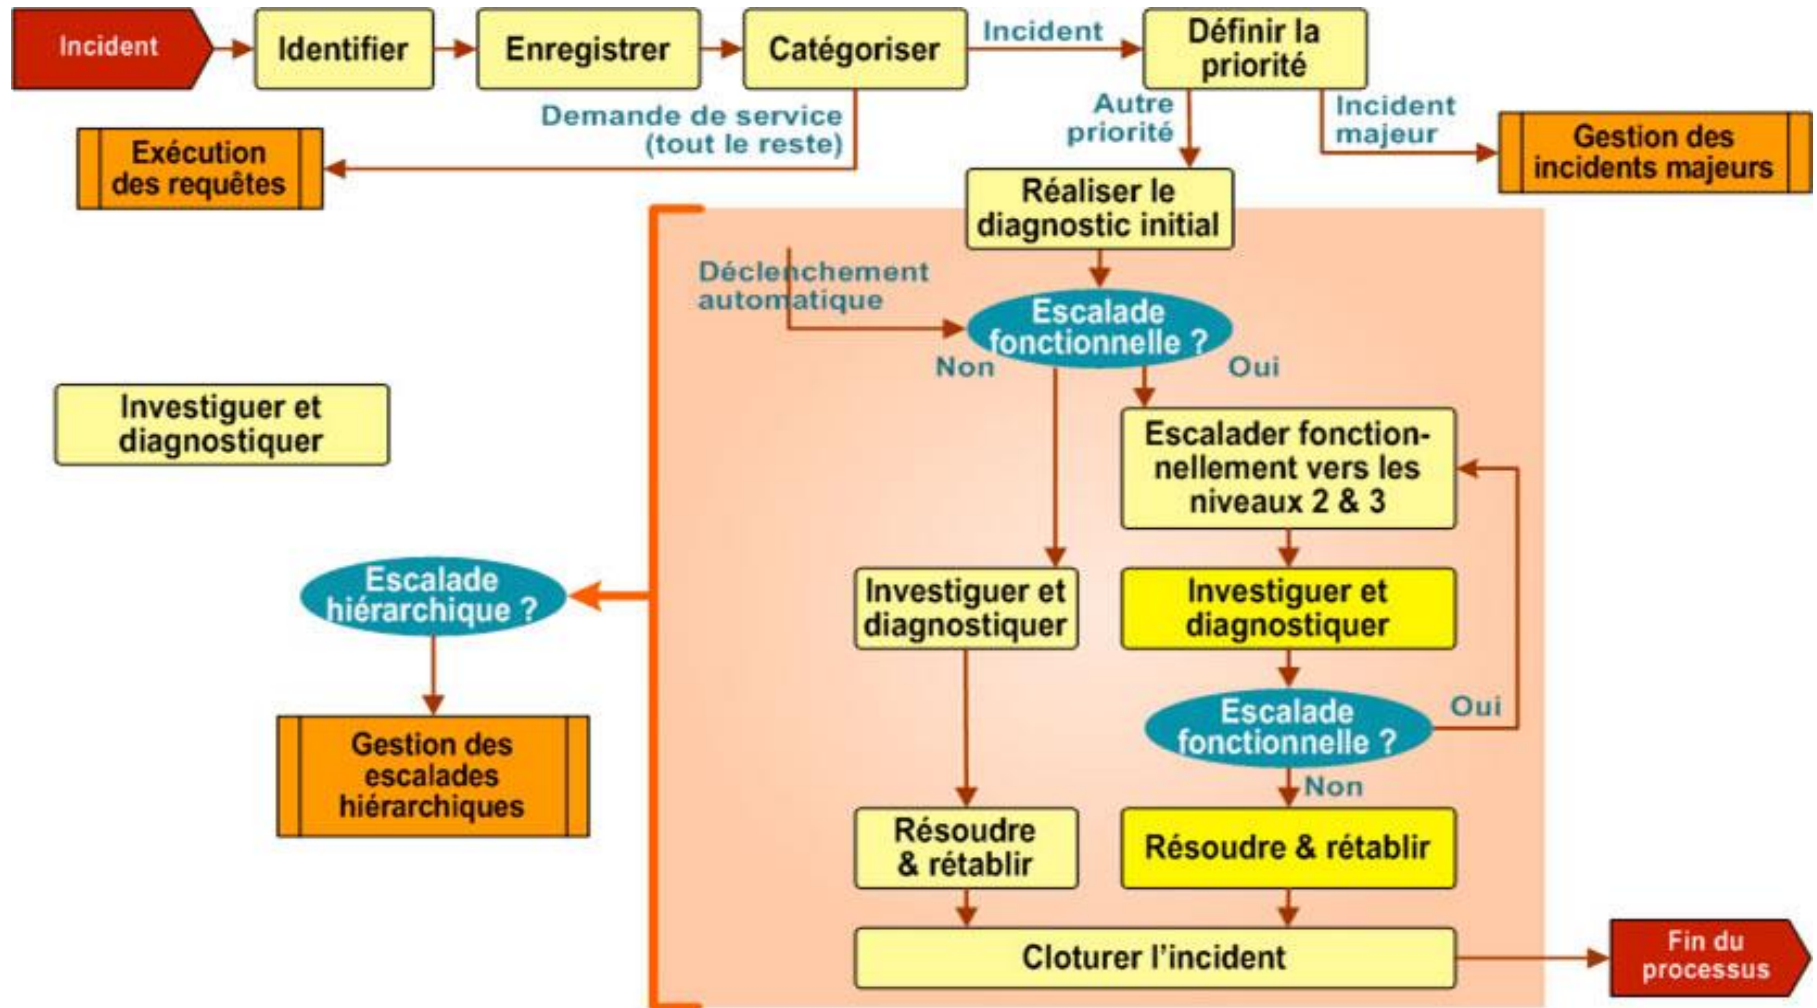 Incident
Identifier
Enregistrer
Catégoriser
Incident
Définir la
priorité
Demande de service
(tout le reste)
Autre
priorité
Incident
majeur
Exécution
des requêtes
Gestion des
incidents majeurs
Réaliser le
diagnostic initial
Déclenchement
automatique
Escalade
fonctionnelle ?
Non
Oui
Investiguer et
diagnostiquer
Escalader fonction-
nellement vers les
niveaux 2 & 3
Escalade
hiérarchique ?
Investiguer et
diagnostiquer
Investiguer et
diagnostiquer
Escalade
fonctionnelle ?
Oui
Non
Gestion des
escalades
hiérarchiques
Résoudre
& rétablir
Résoudre & rétablir
Cloturer l'incident
Fin du
processus